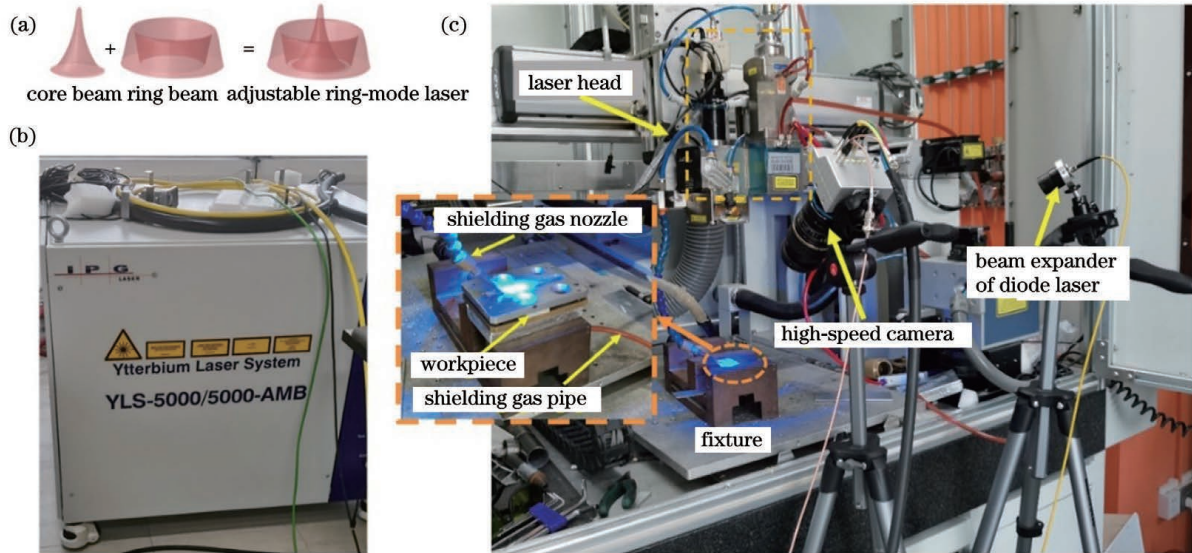 (a)
+
=
core beam ring beam adjustable ring-mode laser
(b)
IPG
LASER
Ytterbium Laser System
YLS-5000/5000-AMB
(c)
laser head
shielding gas nozzle
workpiece
shielding gas pipe
fixture
high-speed camera
beam expander
of diode laser